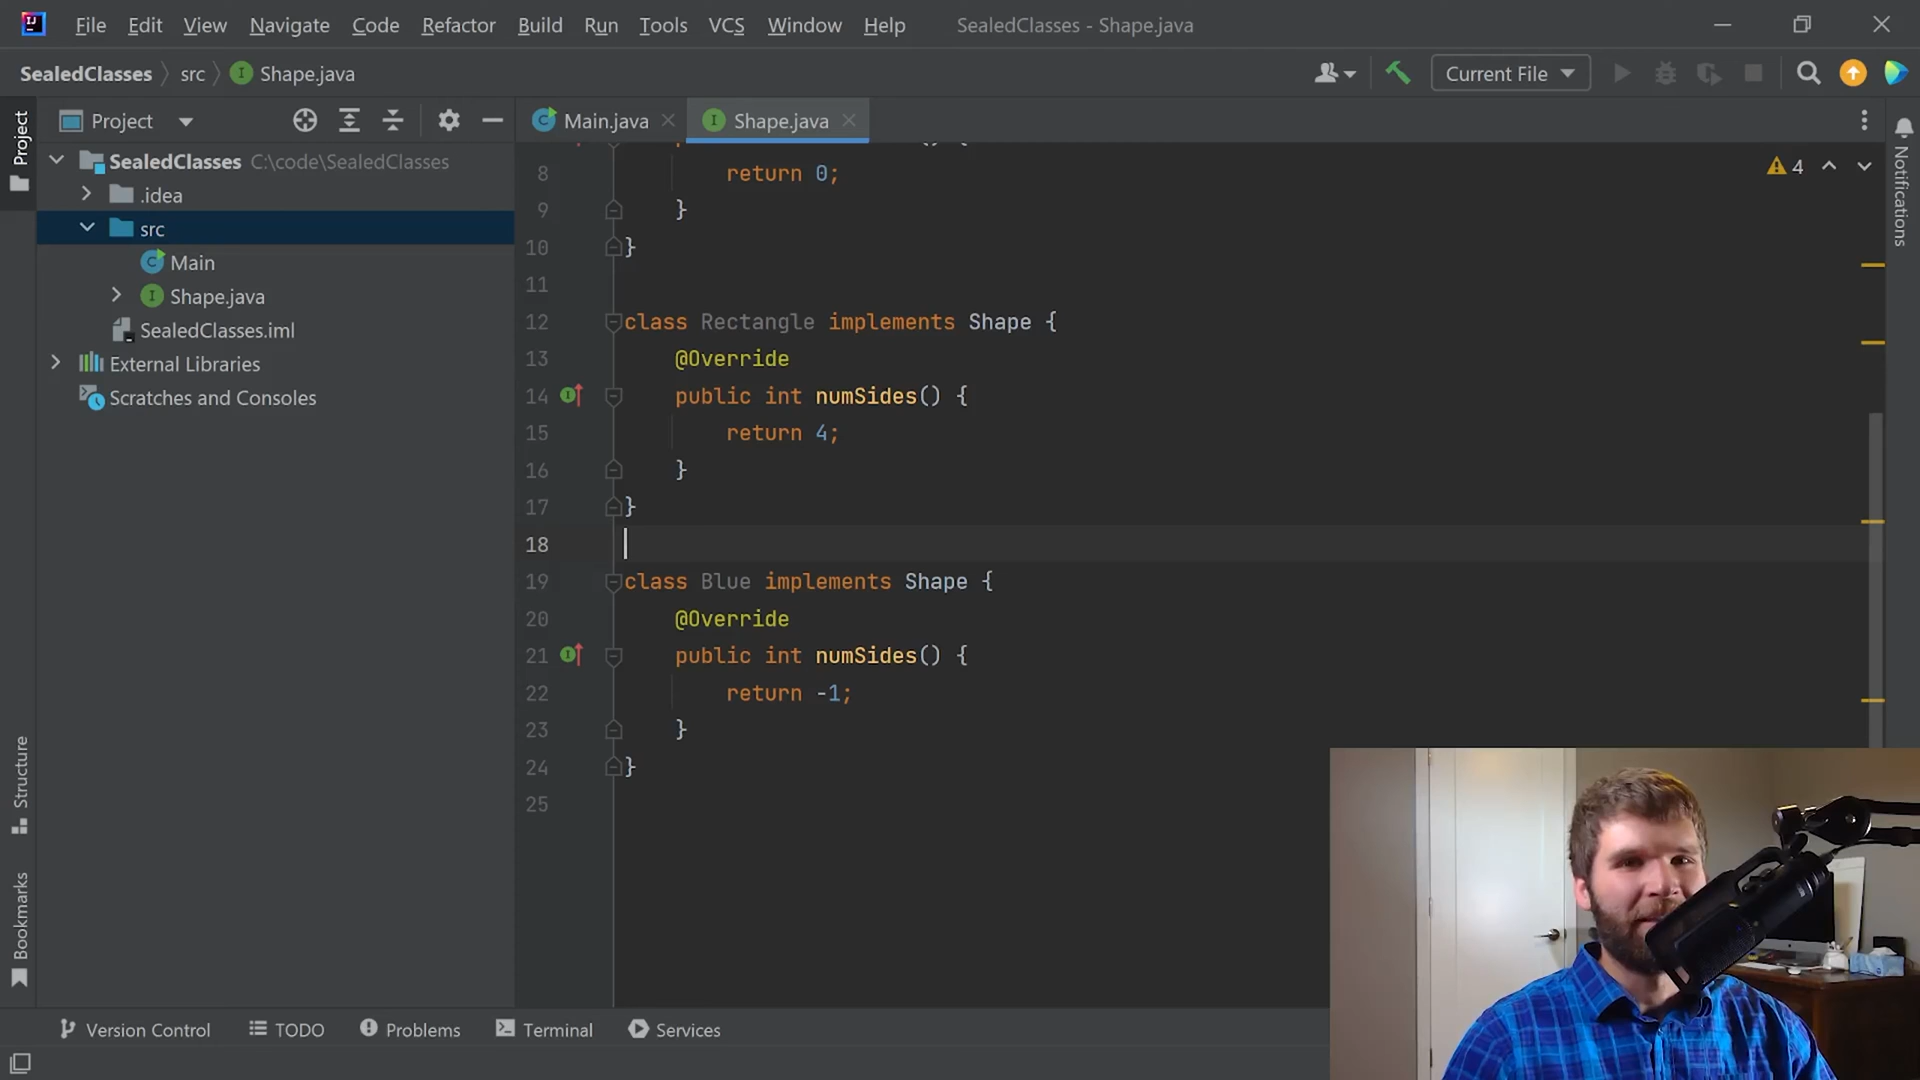 File Edit View Navigate Code Refactor Build Run Tools VCS Window Help SealedClasses - Shape.java
SealedClasses src Shape.java Current File
Project
Project
Main.java Shape.java
Notifications
SealedClasses C:\code\SealedClasses
.idea
src
Main
Shape.java
SealedClasses.iml
External Libraries
Scratches and Consoles
4
8 return 0;
9 }
10 }
11
12 class Rectangle implements Shape {
13 @Override
14 public int numSides() {
15 return 4;
16 }
17 }
18
19 class Blue implements Shape {
20 @Override
21 public int numSides() {
22 return -1;
23 }
24 }
25
Structure
Bookmarks
Version Control TODO Problems Terminal Services